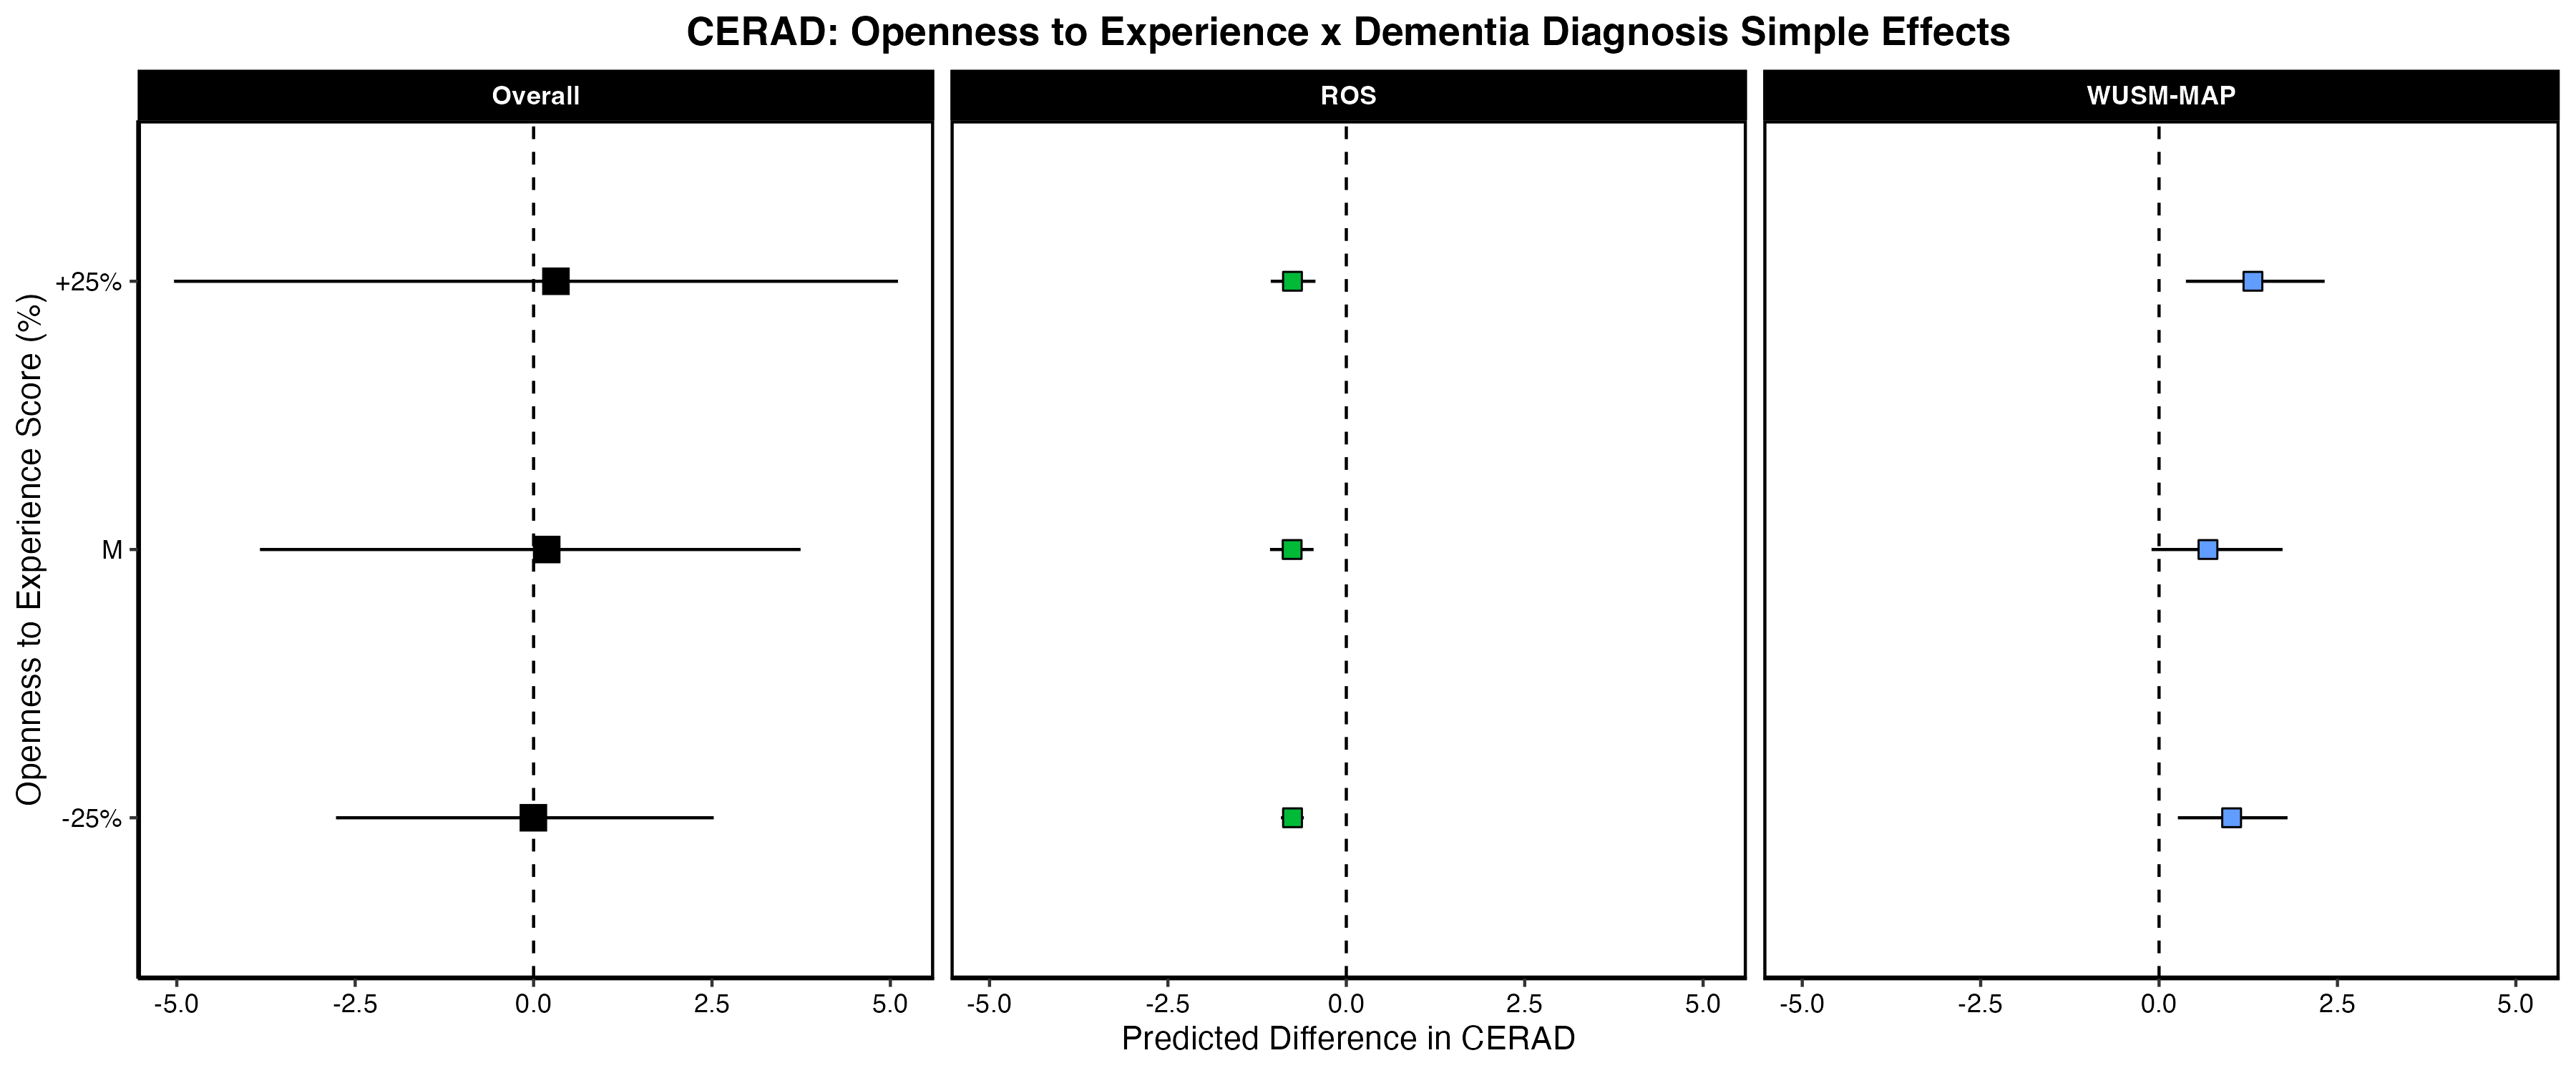 CERAD: Openness to Experience x Dementia Diagnosis Simple Effects
Overall
ROS
WUSM-MAP
Openness to Experience Score (%)
+25%
M
-25%
-5.0 -2.5 0.0 2.5 5.0
-5.0 -2.5 0.0 2.5 5.0
-5.0 -2.5 0.0 2.5 5.0
Predicted Difference in CERAD